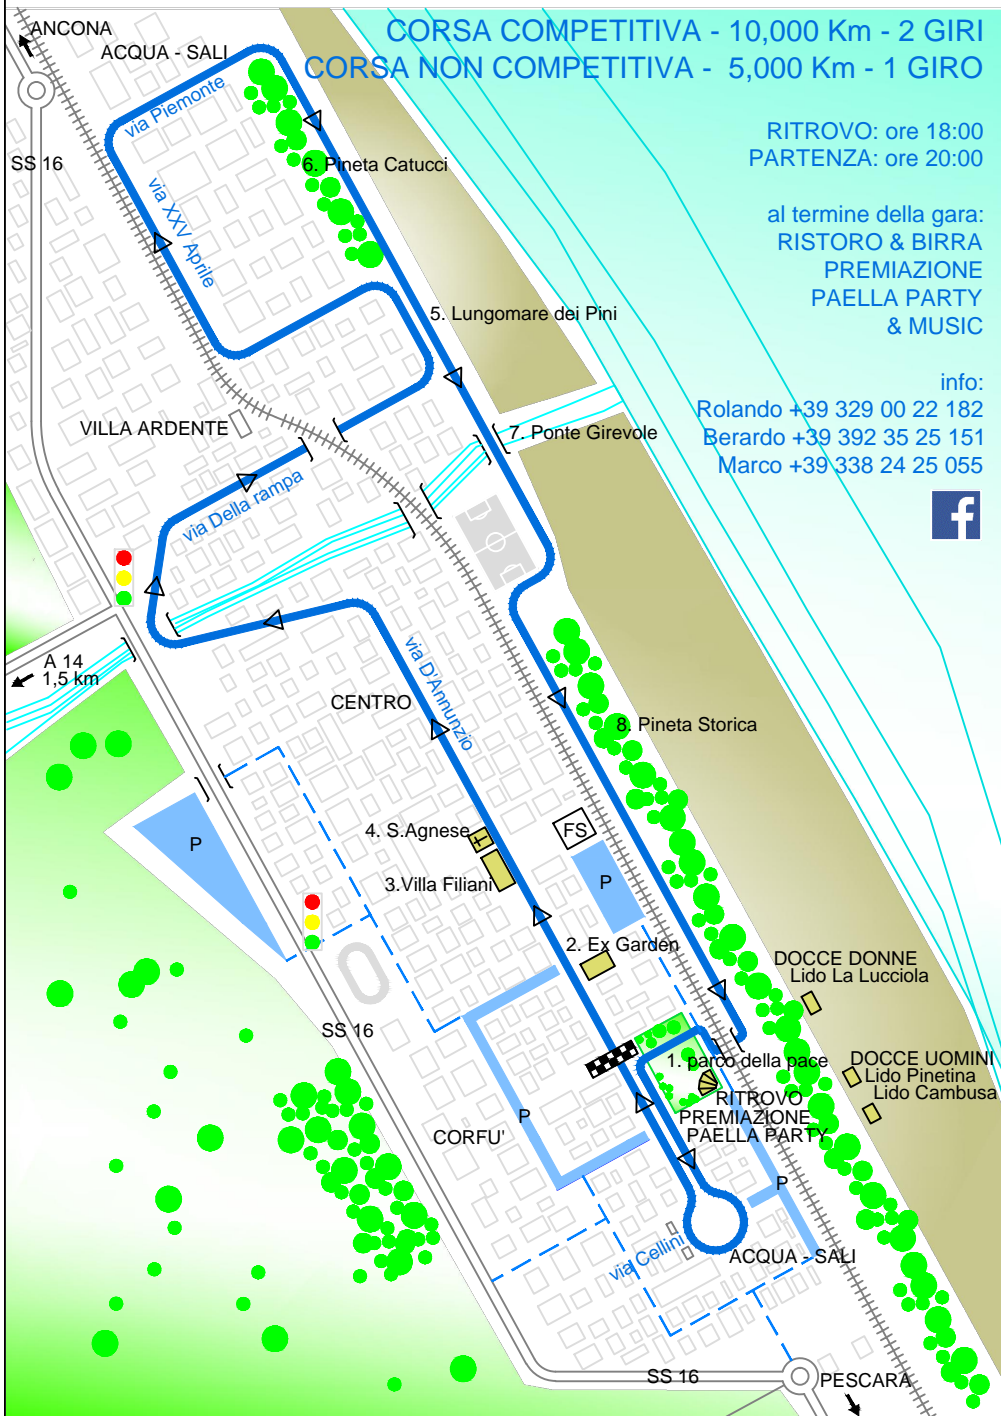 CORSA COMPETITIVA - 10,000 Km - 2 GIRI
CORSA NON COMPETITIVA - 5,000 Km - 1 GIRO
RITROVO: ore 18:00
PARTENZA: ore 20:00
al termine della gara:
RISTORO & BIRRA
PREMIAZIONE
PAELLA PARTY
& MUSIC
info:
Rolando +39 329 00 22 182
Berardo +39 392 35 25 151
Marco +39 338 24 25 055
f
ANCONA
ACQUA - SALI
via Piemonte
SS 16
6. Pineta Catucci
via XXV Aprile
5. Lungomare dei Pini
VILLA ARDENTE
7. Ponte Girevole
via Della rampa
A 14
1,5 km
via D'Annunzio
CENTRO
8. Pineta Storica
4. S.Agnese
FS
P
3.Villa Filiani
P
2. Ex Garden
DOCCE DONNE
Lido La Lucciola
SS 16
1. parco della pace
DOCCE UOMINI
Lido Pinetina
Lido Cambusa
RITROVO
PREMIAZIONE
PAELLA PARTY
P
CORFU'
P
via Cellini
ACQUA - SALI
SS 16
PESCARA